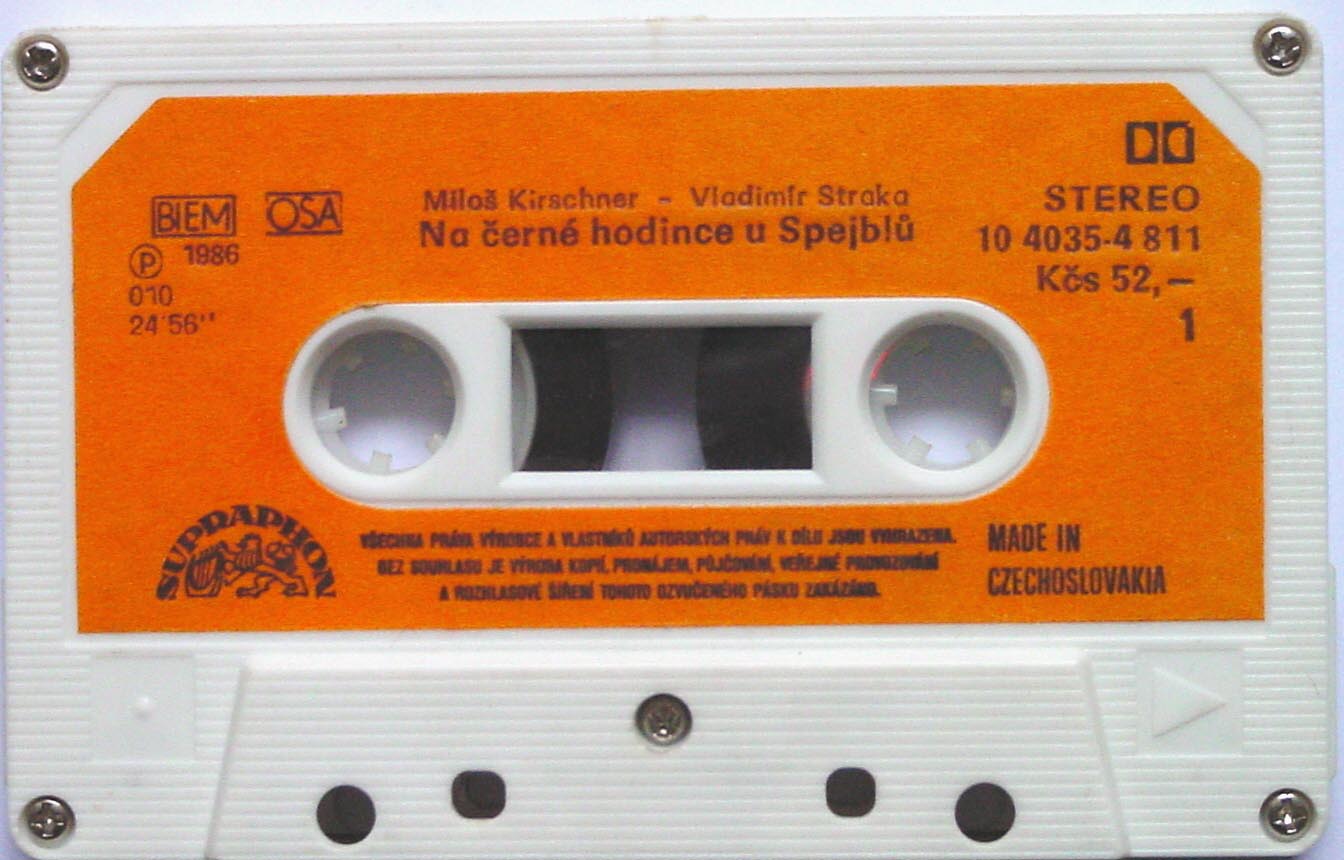 BIEM OSA
Ⓟ 1986
010
24'56''
Miloš Kirschner - Vladimír Straka
Na černé hodince u Spejblů
STEREO
10 4035-4 811
Kčs 52,—
1
SUPRAPHON
VŠECHNA PRÁVA VÝROBCE A VLASTNÍKŮ AUTORSKÝCH PRÁV K DÍLU JSOU VYHRAZENA.
BEZ SOUHLASU JE VÝROBA KOPIÍ, PRONÁJEM, PŮJČOVÁNÍ, VEŘEJNÉ PROVOZOVÁNÍ
A ROZHLASOVÉ ŠÍŘENÍ TOHOTO OZVUČENÉHO PÁSKU ZAKÁZÁNO.
MADE IN
CZECHOSLOVAKIA